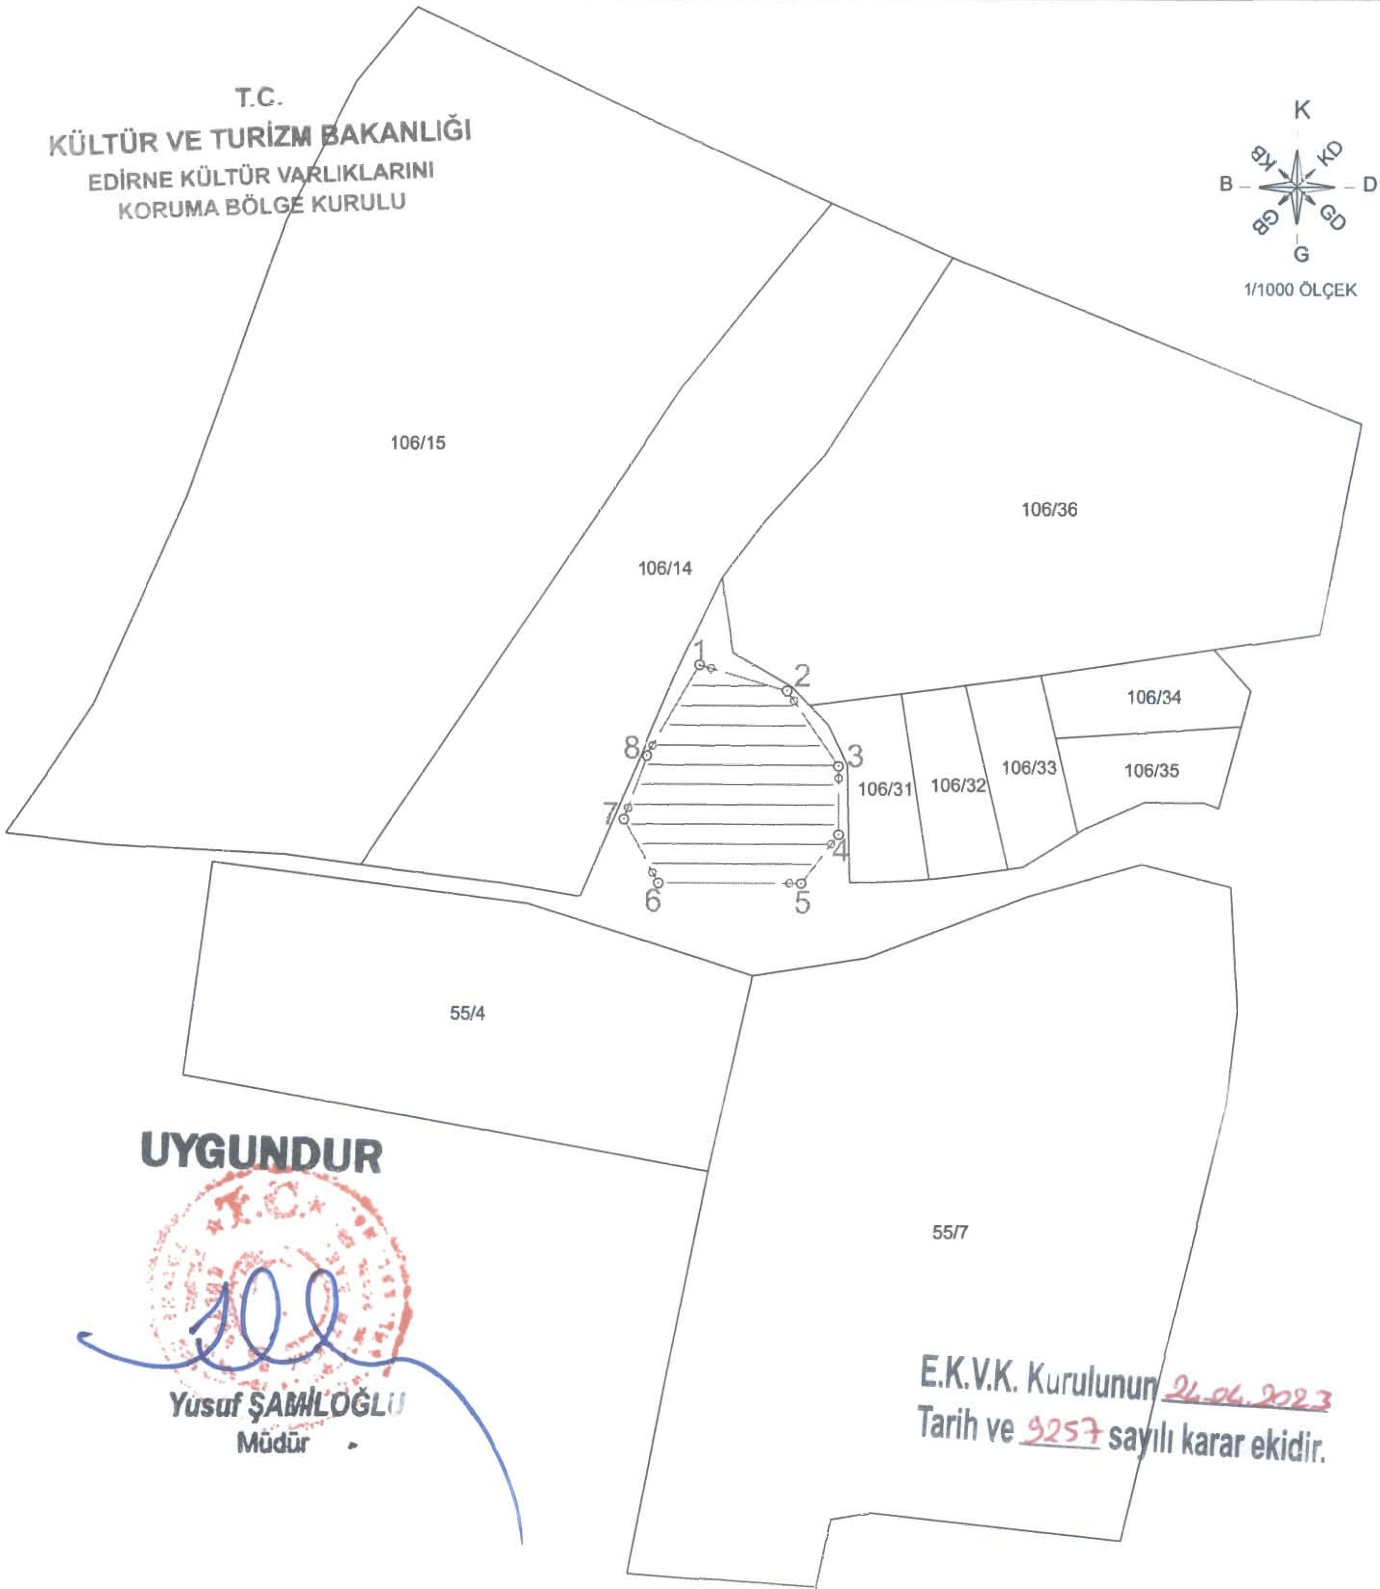 T.C.
KÜLTÜR VE TURİZM BAKANLIĞI
EDİRNE KÜLTÜR VARLIKLARINI
KORUMA BÖLGE KURULU
K
KB KD
B D
GB GD
G
1/1000 ÖLÇEK
106/15
106/36
106/14
1
2
106/34
8
3
106/33
106/35
106/31
106/32
7
4
6
5
55/4
UYGUNDUR
T.C.
55/7
Yusuf ŞAMİLOĞLU
Müdür
E.K.V.K. Kurulunun 24.04.2023
Tarih ve 9257 sayılı karar ekidir.